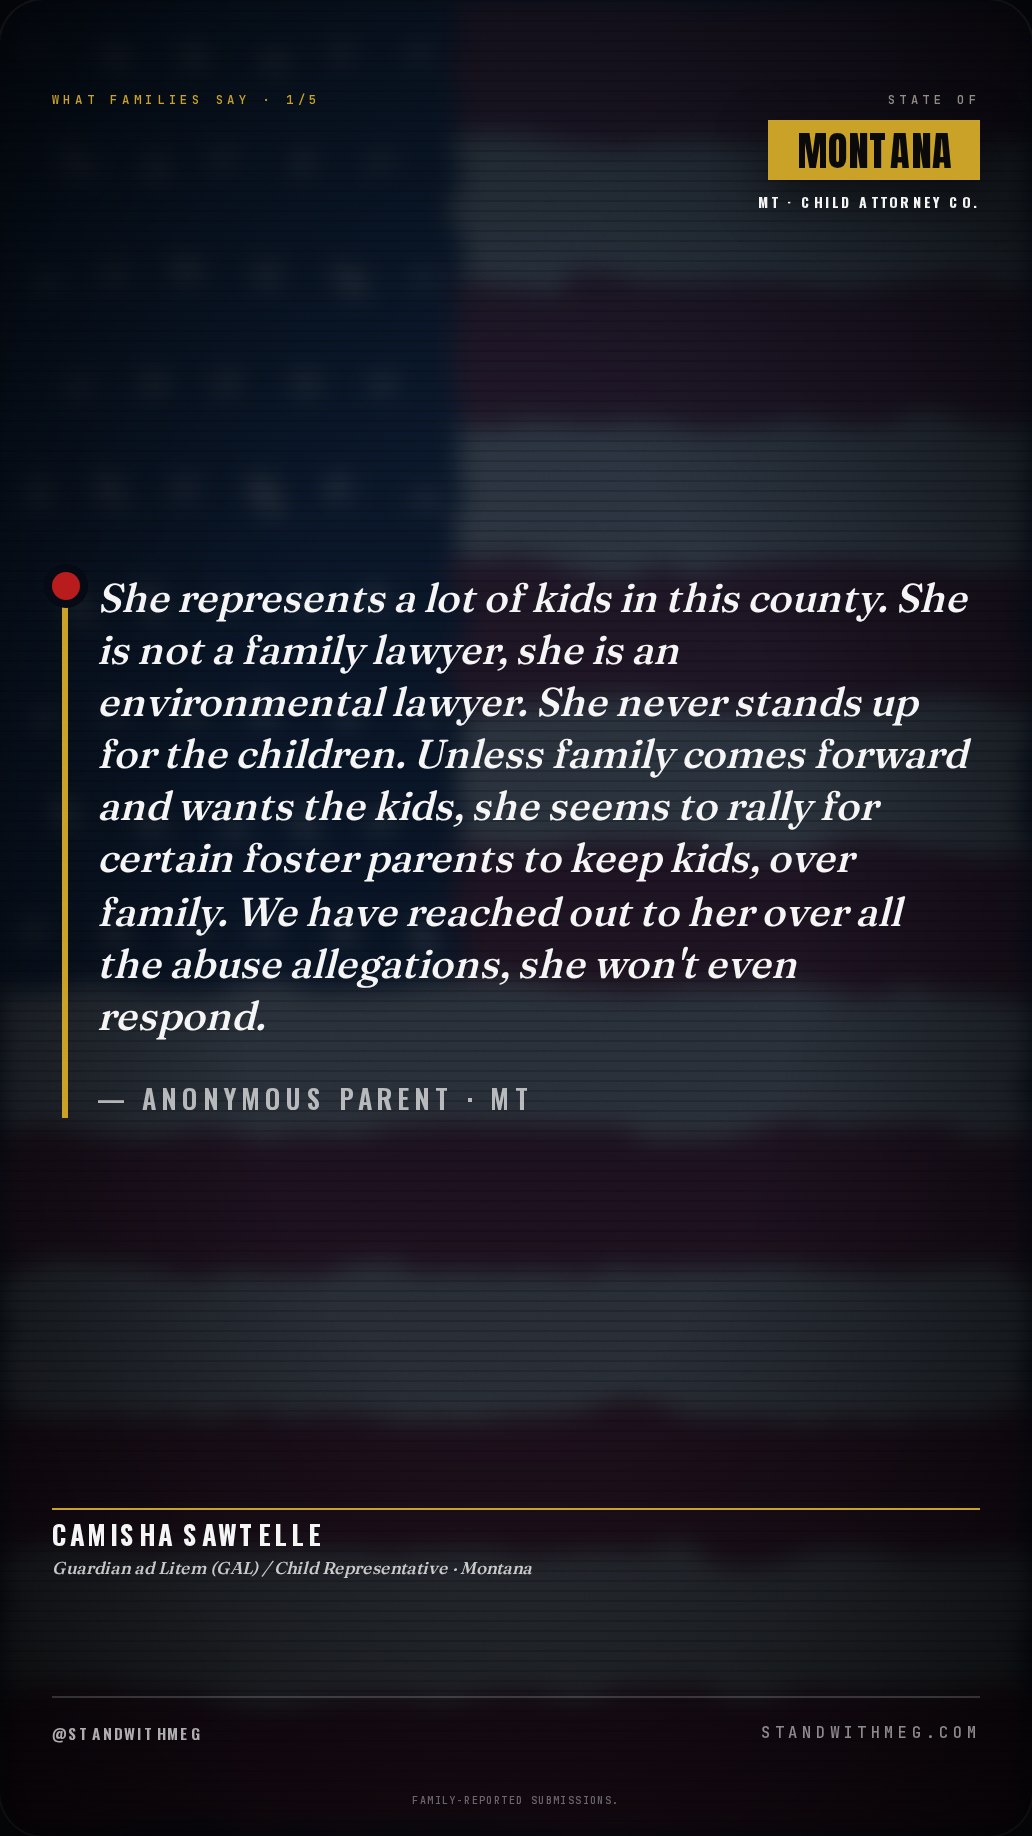 WHAT FAMILIES SAY · 1/5
STATE OF
MONTANA
MT · CHILD ATTORNEY CO.
She represents a lot of kids in this county. She
is not a family lawyer, she is an
environmental lawyer. She never stands up
for the children. Unless family comes forward
and wants the kids, she seems to rally for
certain foster parents to keep kids, over
family. We have reached out to her over all
the abuse allegations, she won't even
respond.
— ANONYMOUS PARENT · MT
CAMISHA SAWTELLE
Guardian ad Litem (GAL) / Child Representative · Montana
@STANDWITHMEG
STANDWITHMEG.COM
FAMILY-REPORTED SUBMISSIONS.